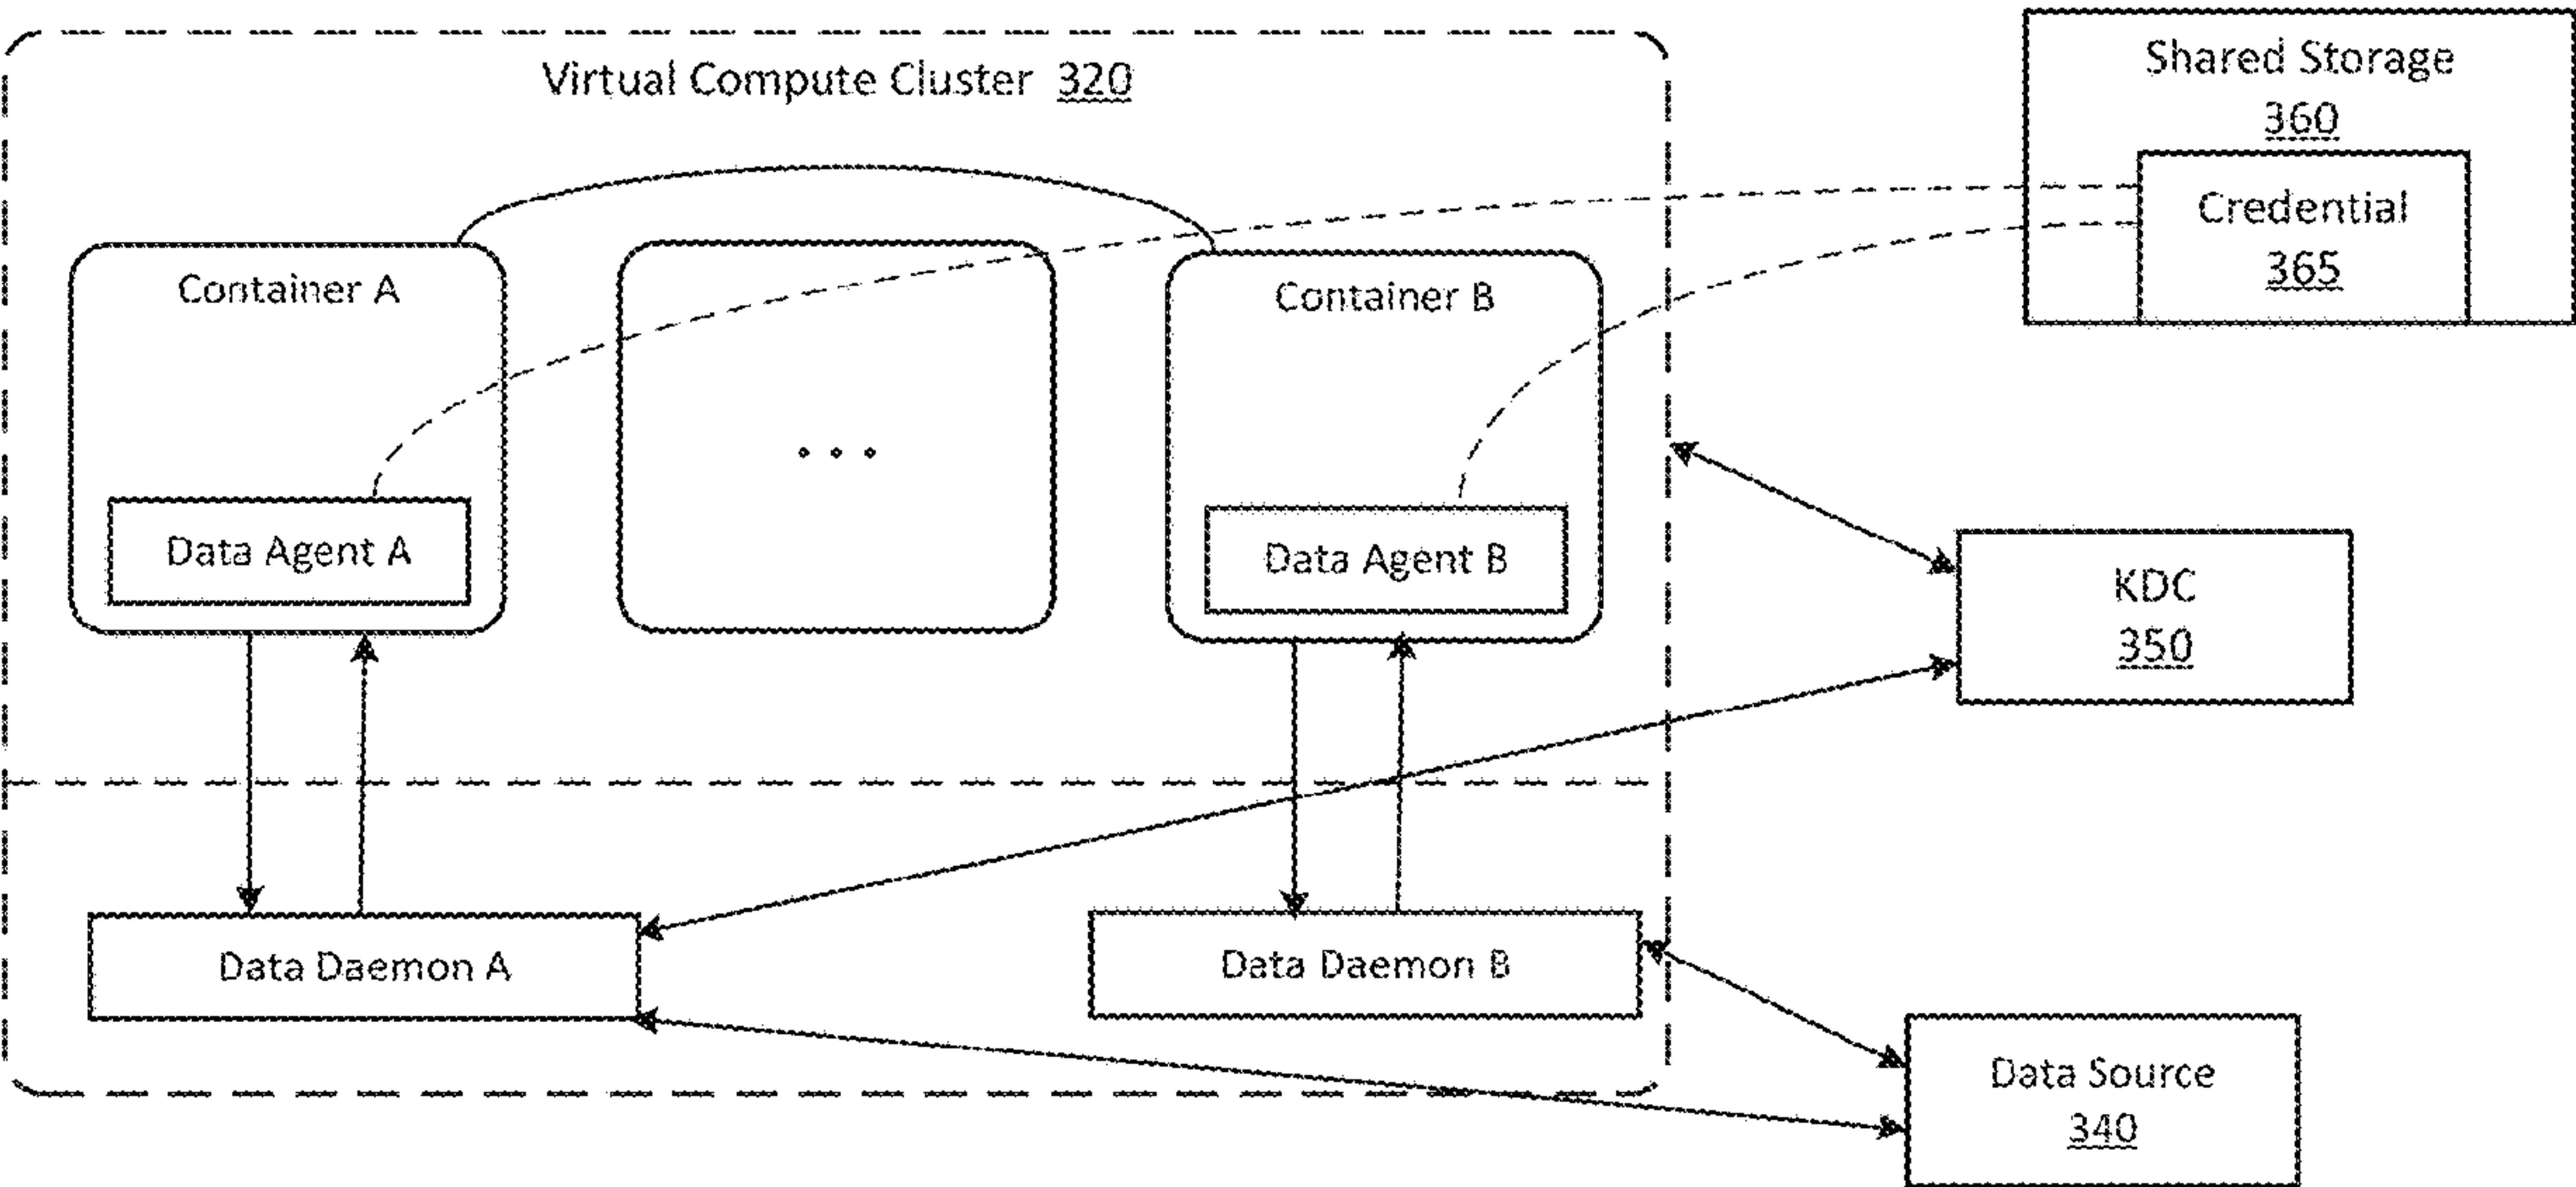 Virtual Compute Cluster 320
Shared Storage
360
Credential
365
Container A
...
Container B
Data Agent A
Data Agent B
KDC
350
Data Daemon A
Data Daemon B
Data Source
340